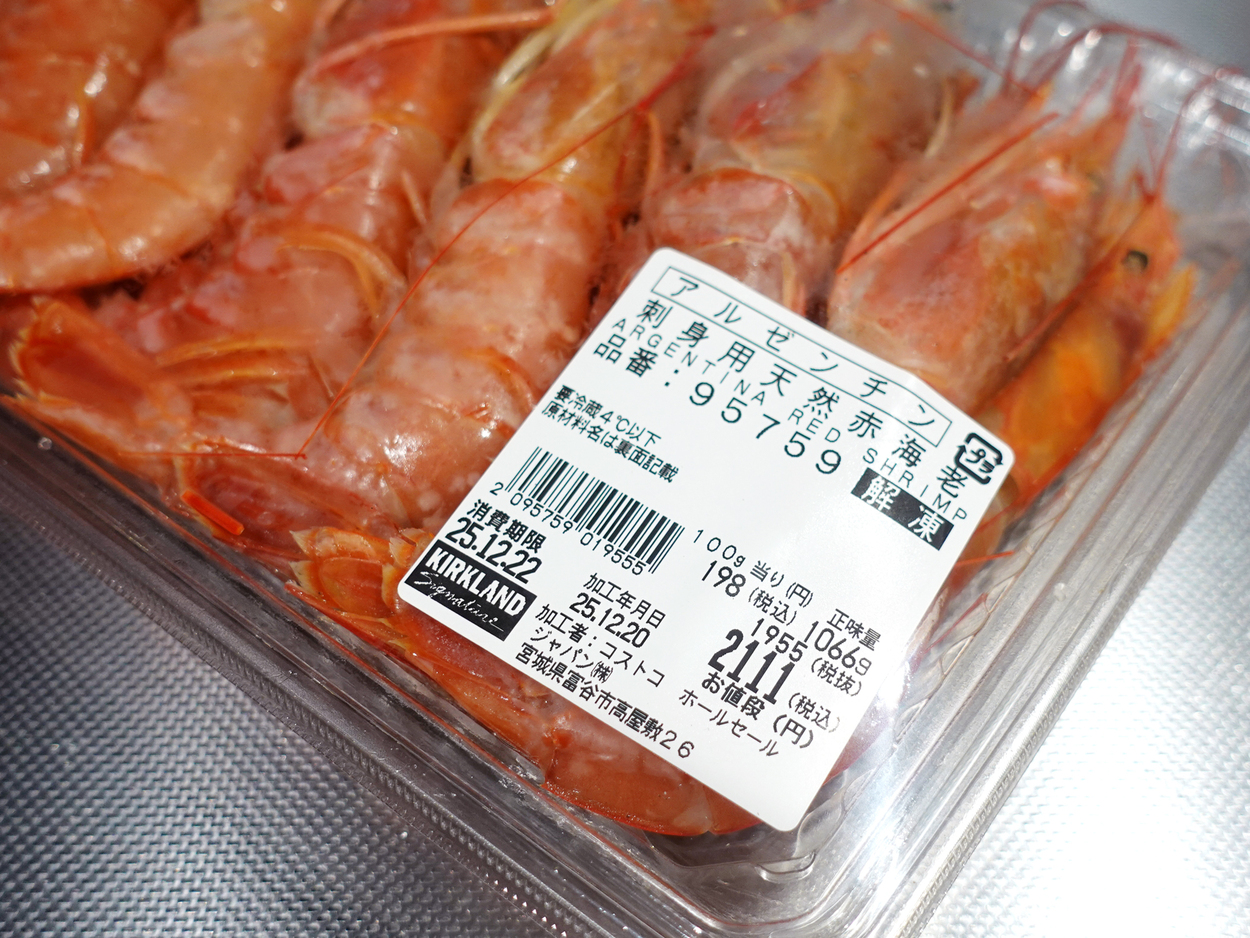 アルゼンチン
刺身用天然赤海老
ARGENTINA RED SHRIMP
品番：95759
解凍
プラ
要冷蔵4℃以下
原材料名は裏面記載
2 095759 019555
100g当り(円)
198(税込)
正味量
1066g
1955(税抜)
2111(税込)
お値段(円)
消費期限
25.12.22
加工年月日
25.12.20
KIRKLAND
Signature
加工者：コストコ ホールセール
ジャパン㈱
宮城県富谷市高屋敷26